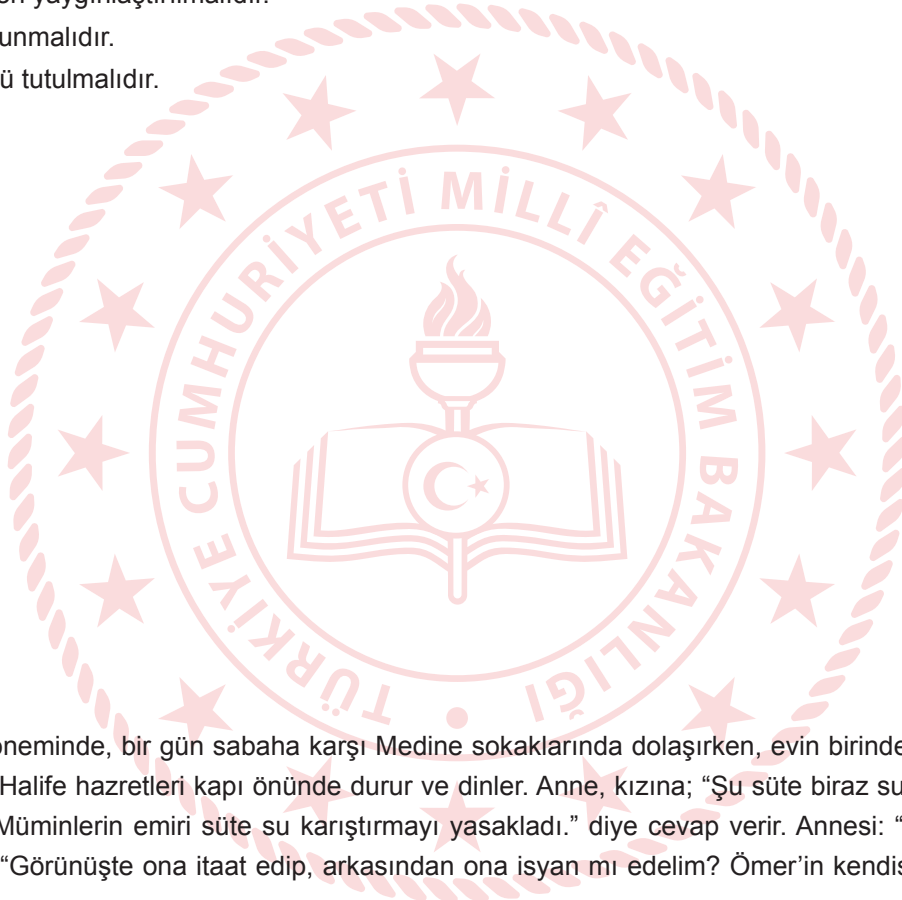 yaygınlaştırılmalıdır.
unmalıdır.
ü tutulmalıdır.
TÜRKİYE CUMHURİYETİ MİLLÎ EĞİTİM BAKANLIĞI
neminde, bir gün sabaha karşı Medine sokaklarında dolaşırken, evin birinde
Halife hazretleri kapı önünde durur ve dinler. Anne, kızına; “Şu süte biraz su
Müminlerin emiri süte su karıştırmayı yasakladı.” diye cevap verir. Annesi: “
“Görünüşte ona itaat edip, arkasından ona isyan mı edelim? Ömer’in kendis